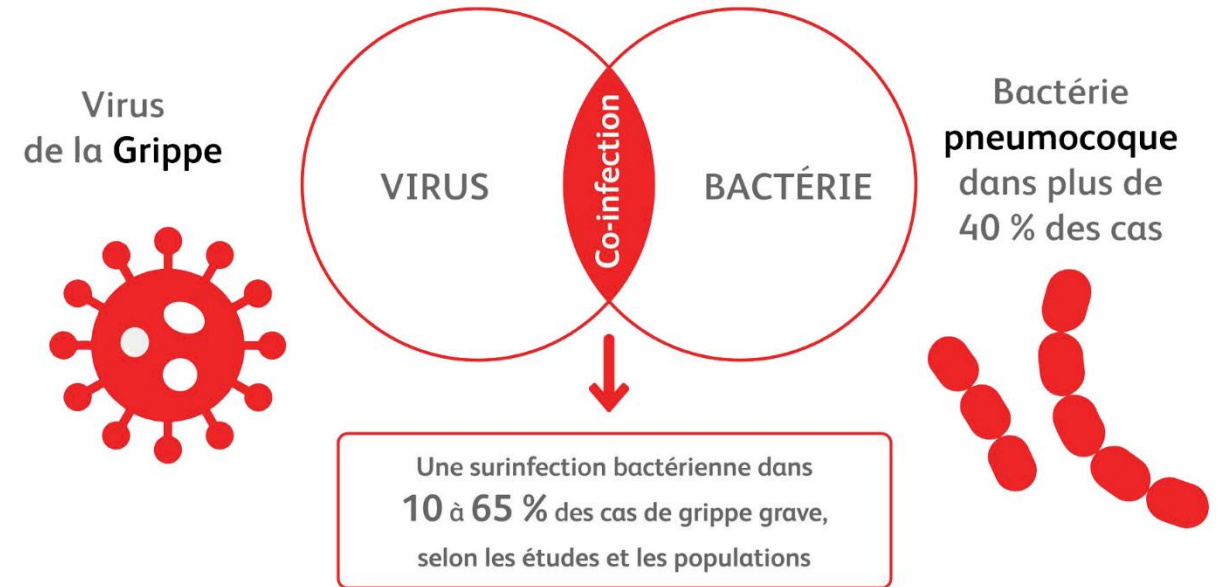 Virus
de la Grippe
VIRUS
Co-infection
BACTÉRIE
Bactérie
pneumocoque
dans plus de
40 % des cas
Une surinfection bactérienne dans
10 à 65 % des cas de grippe grave,
selon les études et les populations